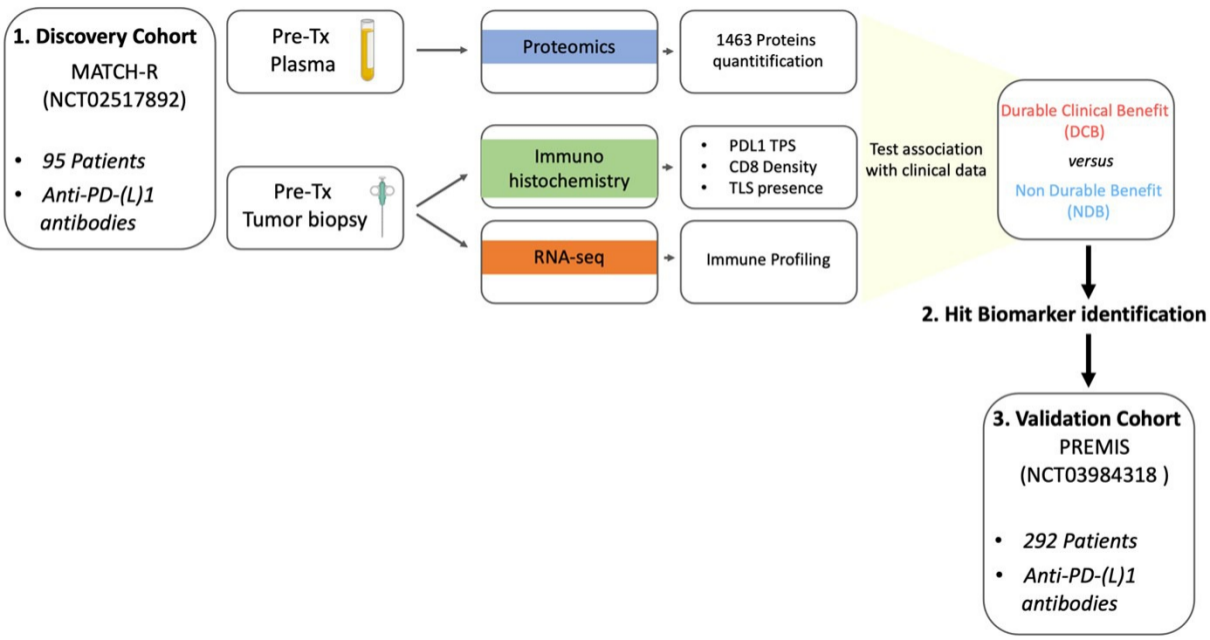 1. Discovery Cohort
MATCH-R
(NCT02517892)
• 95 Patients
• Anti-PD-(L)1
antibodies
Pre-Tx
Plasma
Proteomics
1463 Proteins
quantitification
Pre-Tx
Tumor biopsy
Immuno
histochemistry
• PDL1 TPS
• CD8 Density
• TLS presence
RNA-seq
Immune Profiling
Test association
with clinical data
Durable Clinical Benefit
(DCB)
versus
Non Durable Benefit
(NDB)
2. Hit Biomarker identification
3. Validation Cohort
PREMIS
(NCT03984318 )
• 292 Patients
• Anti-PD-(L)1
antibodies